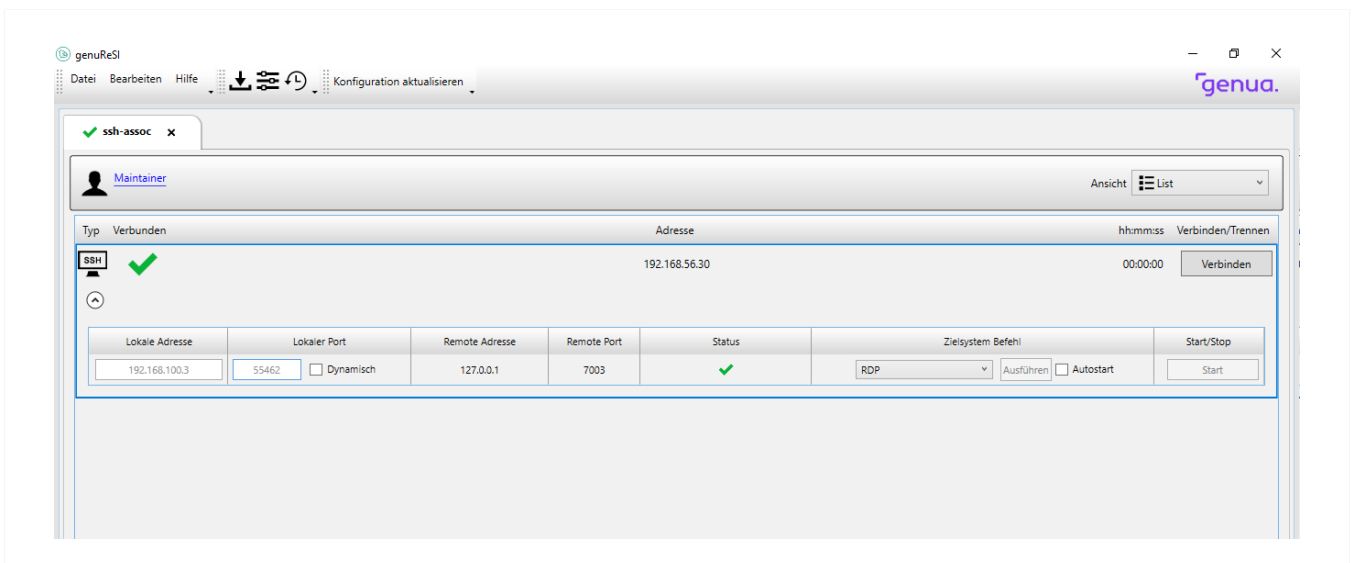 genuReSI
Datei Bearbeiten Hilfe Konfiguration aktualisieren genua.
ssh-assoc x
Maintainer Ansicht List
Typ Verbunden Adresse hh:mm:ss Verbinden/Trennen
SSH 192.168.56.30 00:00:00 Verbinden
Lokale Adresse Lokaler Port Remote Adresse Remote Port Status Zielsystem Befehl Start/Stop
192.168.100.3 55462 Dynamisch 127.0.0.1 7003 RDP Ausführen Autostart Start